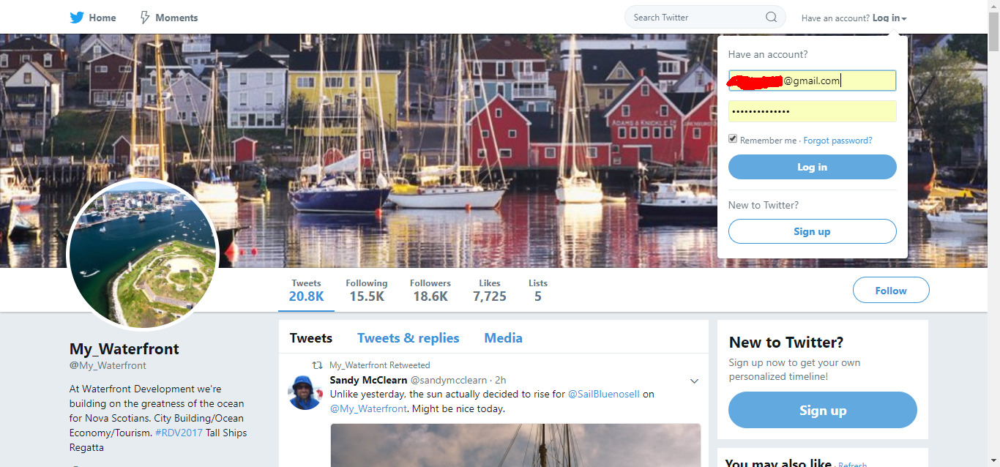 Home
Moments
Search Twitter
Have an account? Log in
Have an account?
@gmail.com
••••••••••••••
Remember me · Forgot password?
Log in
New to Twitter?
Sign up
ADAMS & KNICKLE LTD
Tweets Following Followers Likes Lists
20.8K 15.5K 18.6K 7,725 5
Follow
My_Waterfront
@My_Waterfront
At Waterfront Development we're
building on the greatness of the ocean
for Nova Scotians. City Building/Ocean
Economy/Tourism. #RDV2017 Tall Ships
Regatta
Tweets Tweets & replies Media
My_Waterfront Retweeted
Sandy McClearn @sandymcclearn · 2h
Unlike yesterday, the sun actually decided to rise for @SailBluenoseII on
@My_Waterfront. Might be nice today.
New to Twitter?
Sign up now to get your own
personalized timeline!
Sign up
You may also like · Refresh